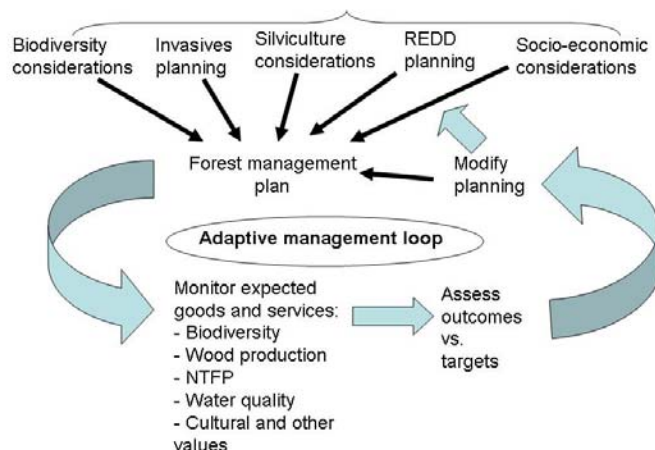 Biodiversity considerations
Invasives planning
Silviculture considerations
REDD planning
Socio-economic considerations
Forest management plan
Modify planning
Adaptive management loop
Monitor expected
goods and services:
- Biodiversity
- Wood production
- NTFP
- Water quality
- Cultural and other
values
Assess
outcomes
vs.
targets